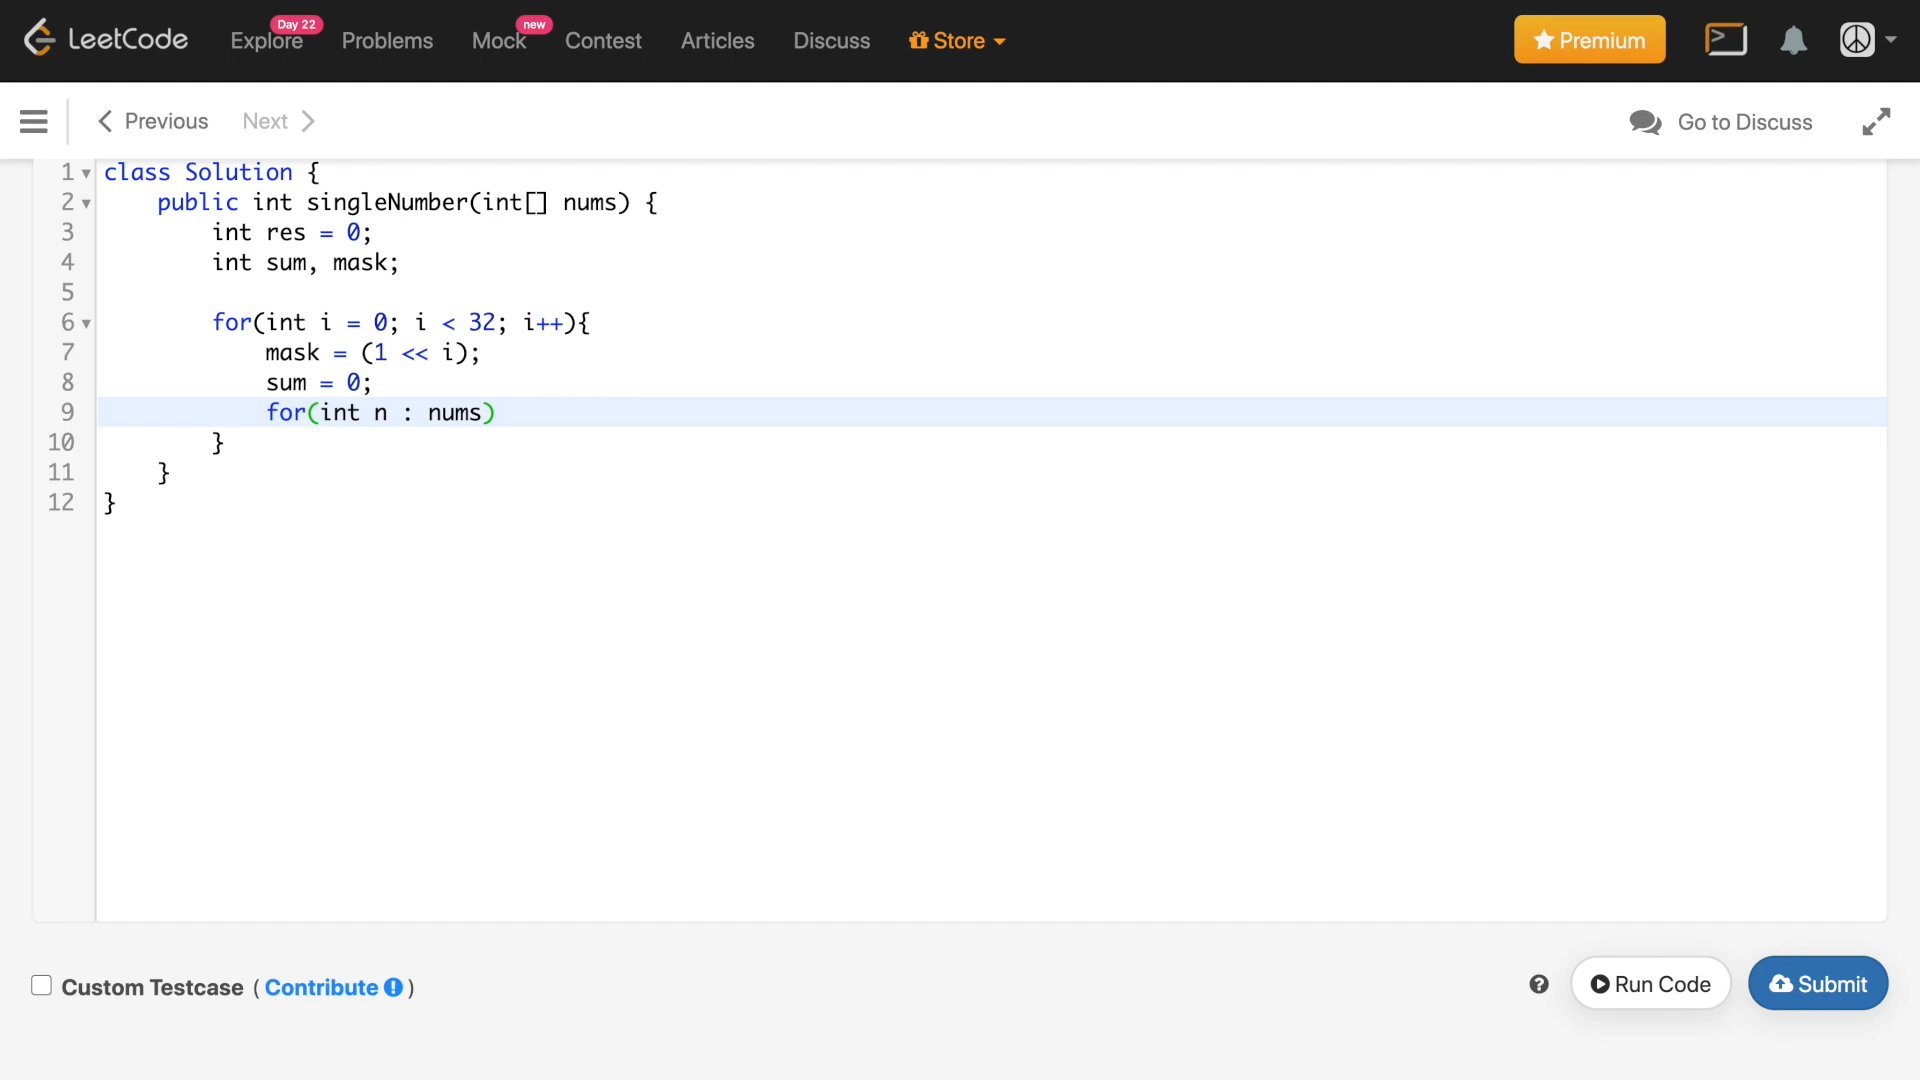 LeetCode Explore Day 22 Problems Mock new Contest Articles Discuss Store Premium
Previous Next Go to Discuss
1 class Solution {
2 public int singleNumber(int[] nums) {
3 int res = 0;
4 int sum, mask;
5
6 for(int i = 0; i < 32; i++){
7 mask = (1 << i);
8 sum = 0;
9 for(int n : nums)
10 }
11 }
12 }
Custom Testcase ( Contribute ) Run Code Submit